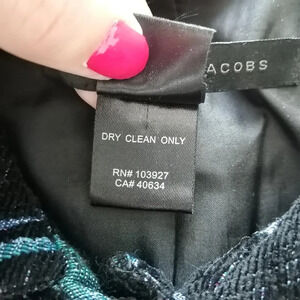 ACOBS
DRY CLEAN ONLY
RN# 103927
CA# 40634